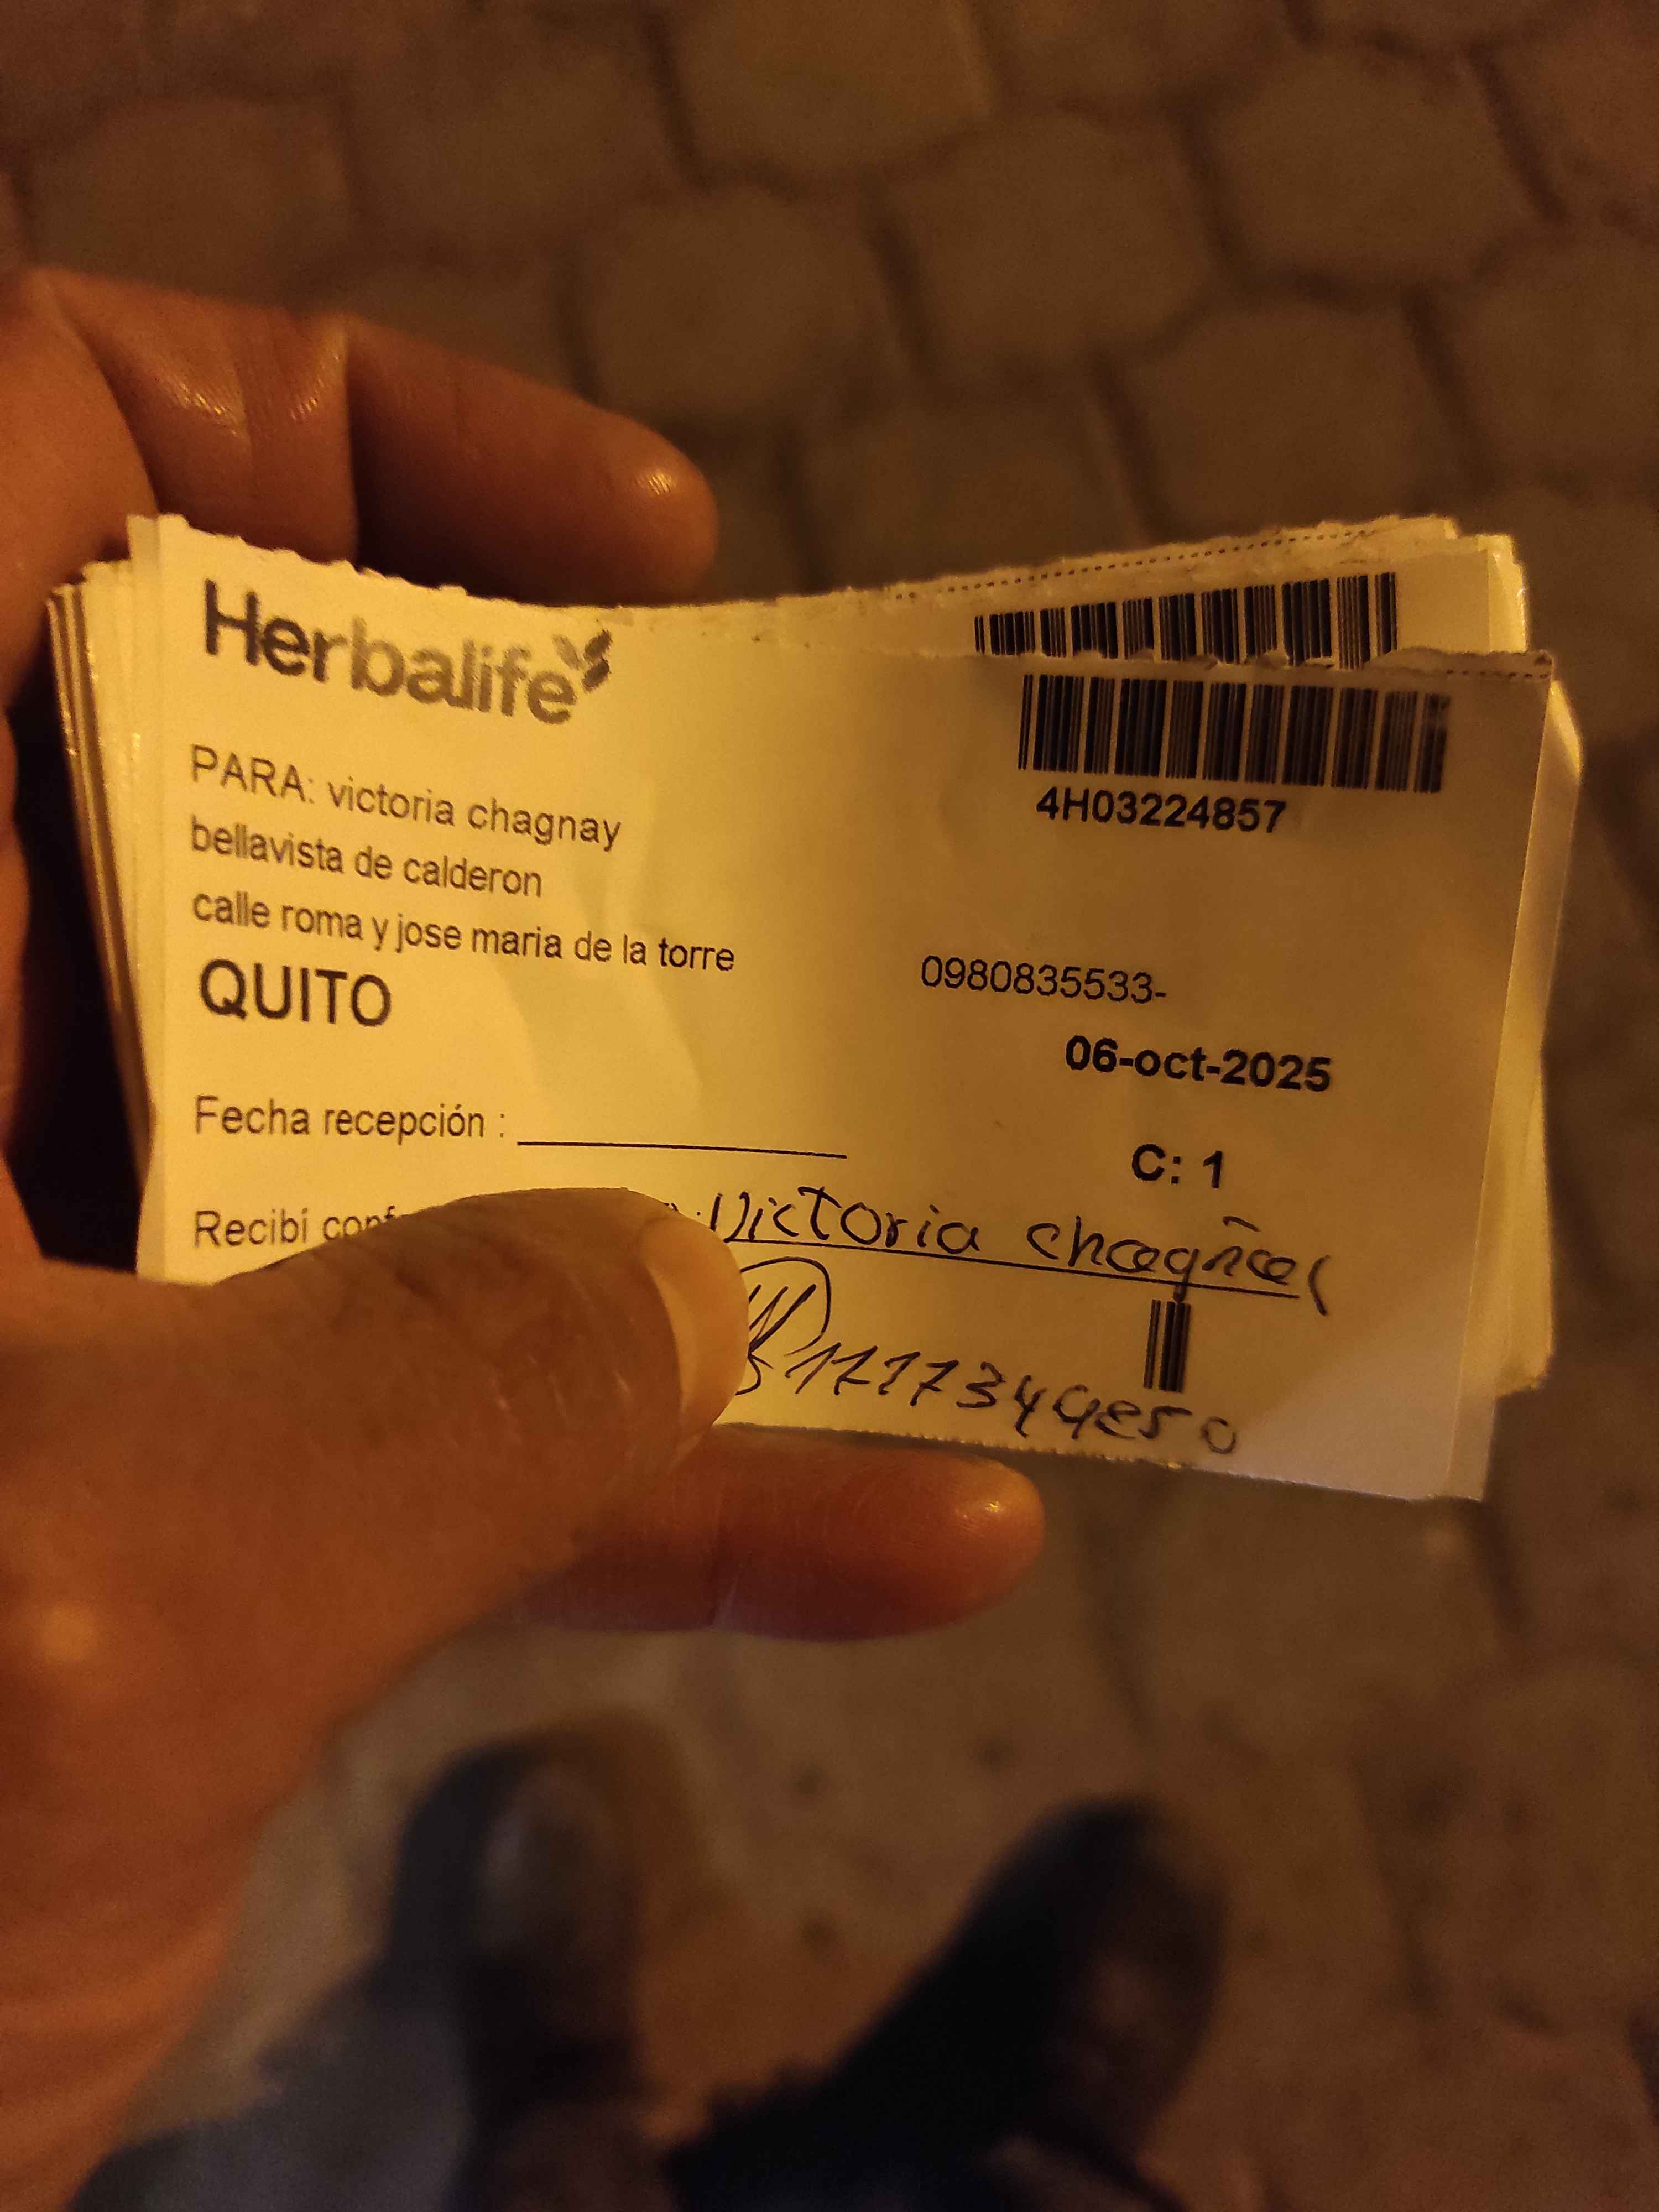 Herbalife
4H03224857
PARA: victoria chagnay
bellavista de calderon
calle roma y jose maria de la torre
0980835533-
QUITO
06-oct-2025
Fecha recepción :
C: 1
Recibí
Victoria chagña